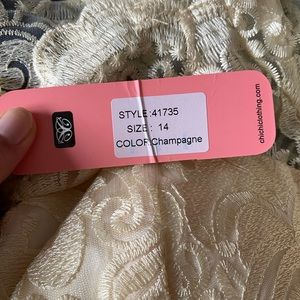 STYLE:41735
SIZE: 14
COLOR:Champagne
chichiclothing.com